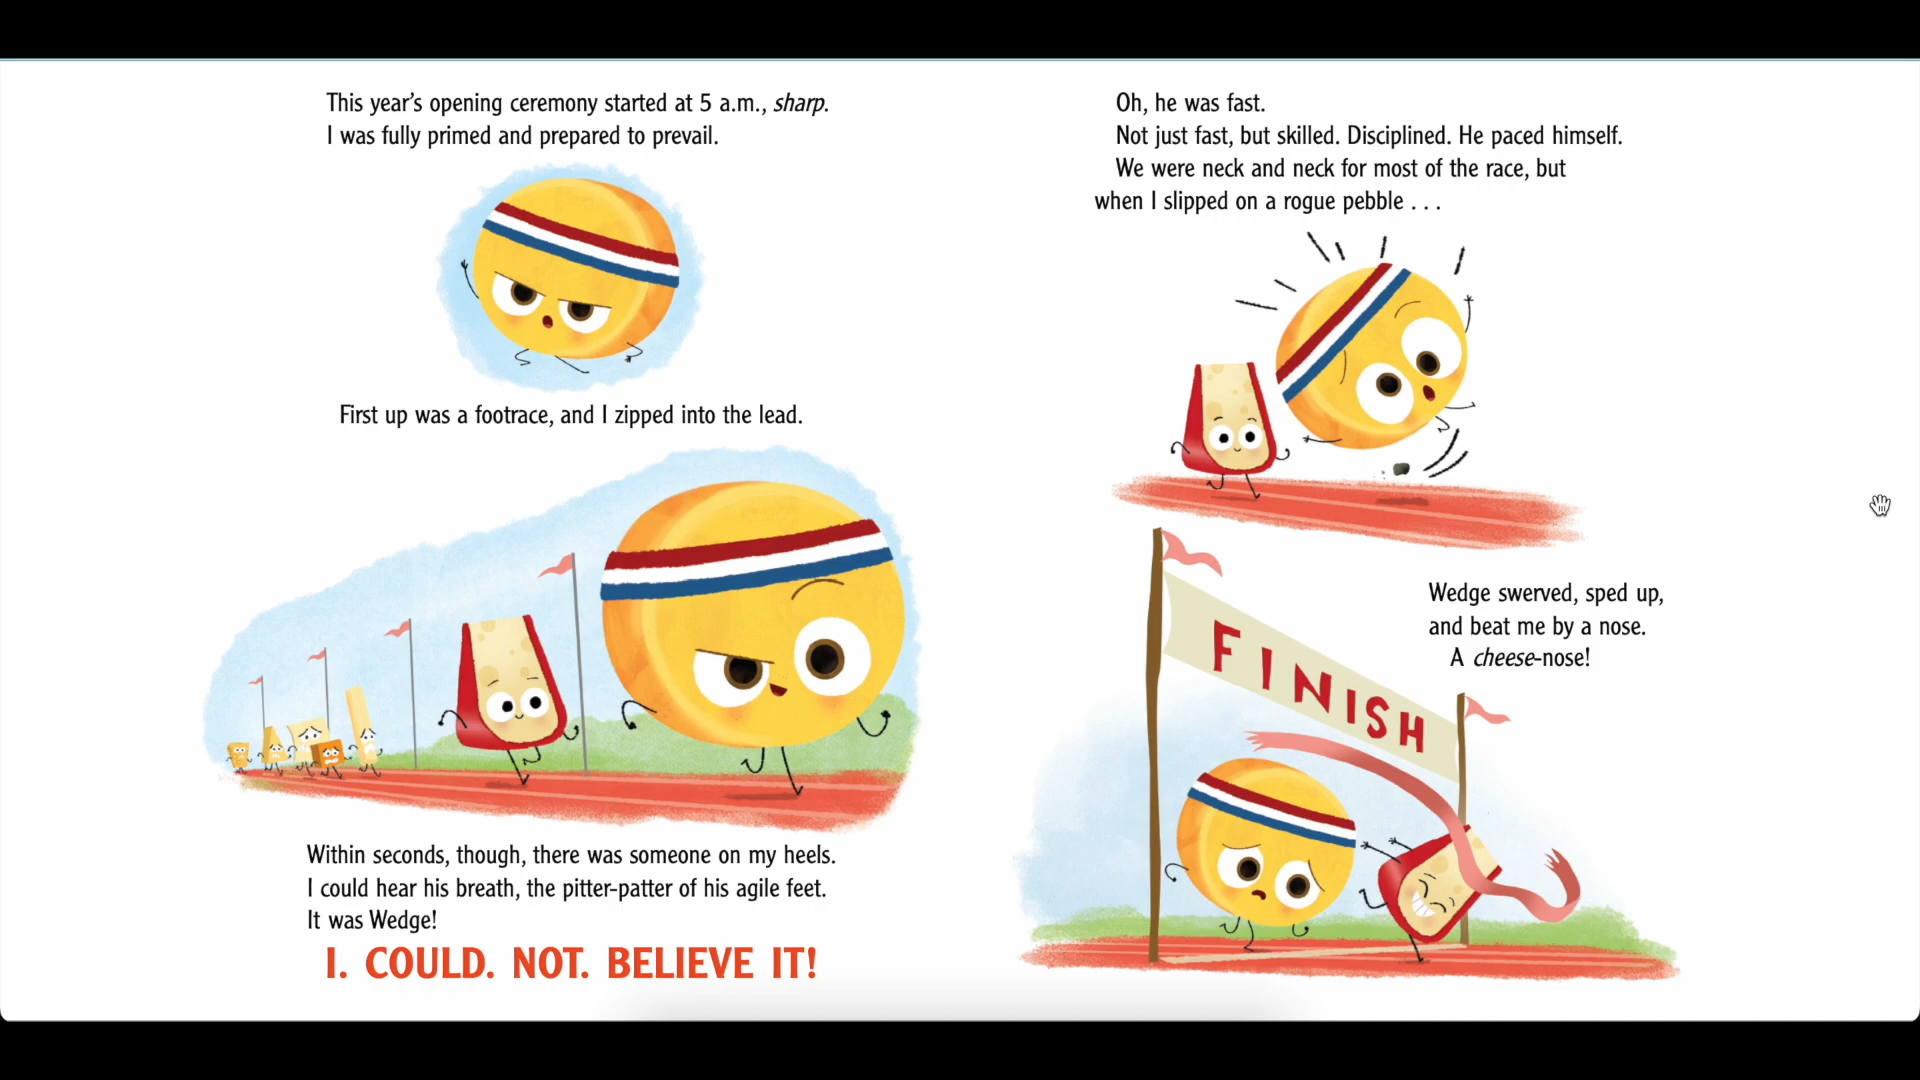 This year's opening ceremony started at 5 a.m., sharp.
I was fully primed and prepared to prevail.
First up was a footrace, and I zipped into the lead.
Within seconds, though, there was someone on my heels.
I could hear his breath, the pitter-patter of his agile feet.
It was Wedge!
I. COULD. NOT. BELIEVE IT!
Oh, he was fast.
Not just fast, but skilled. Disciplined. He paced himself.
We were neck and neck for most of the race, but
when I slipped on a rogue pebble . . .
Wedge swerved, sped up,
and beat me by a nose.
A cheese-nose!
FINISH